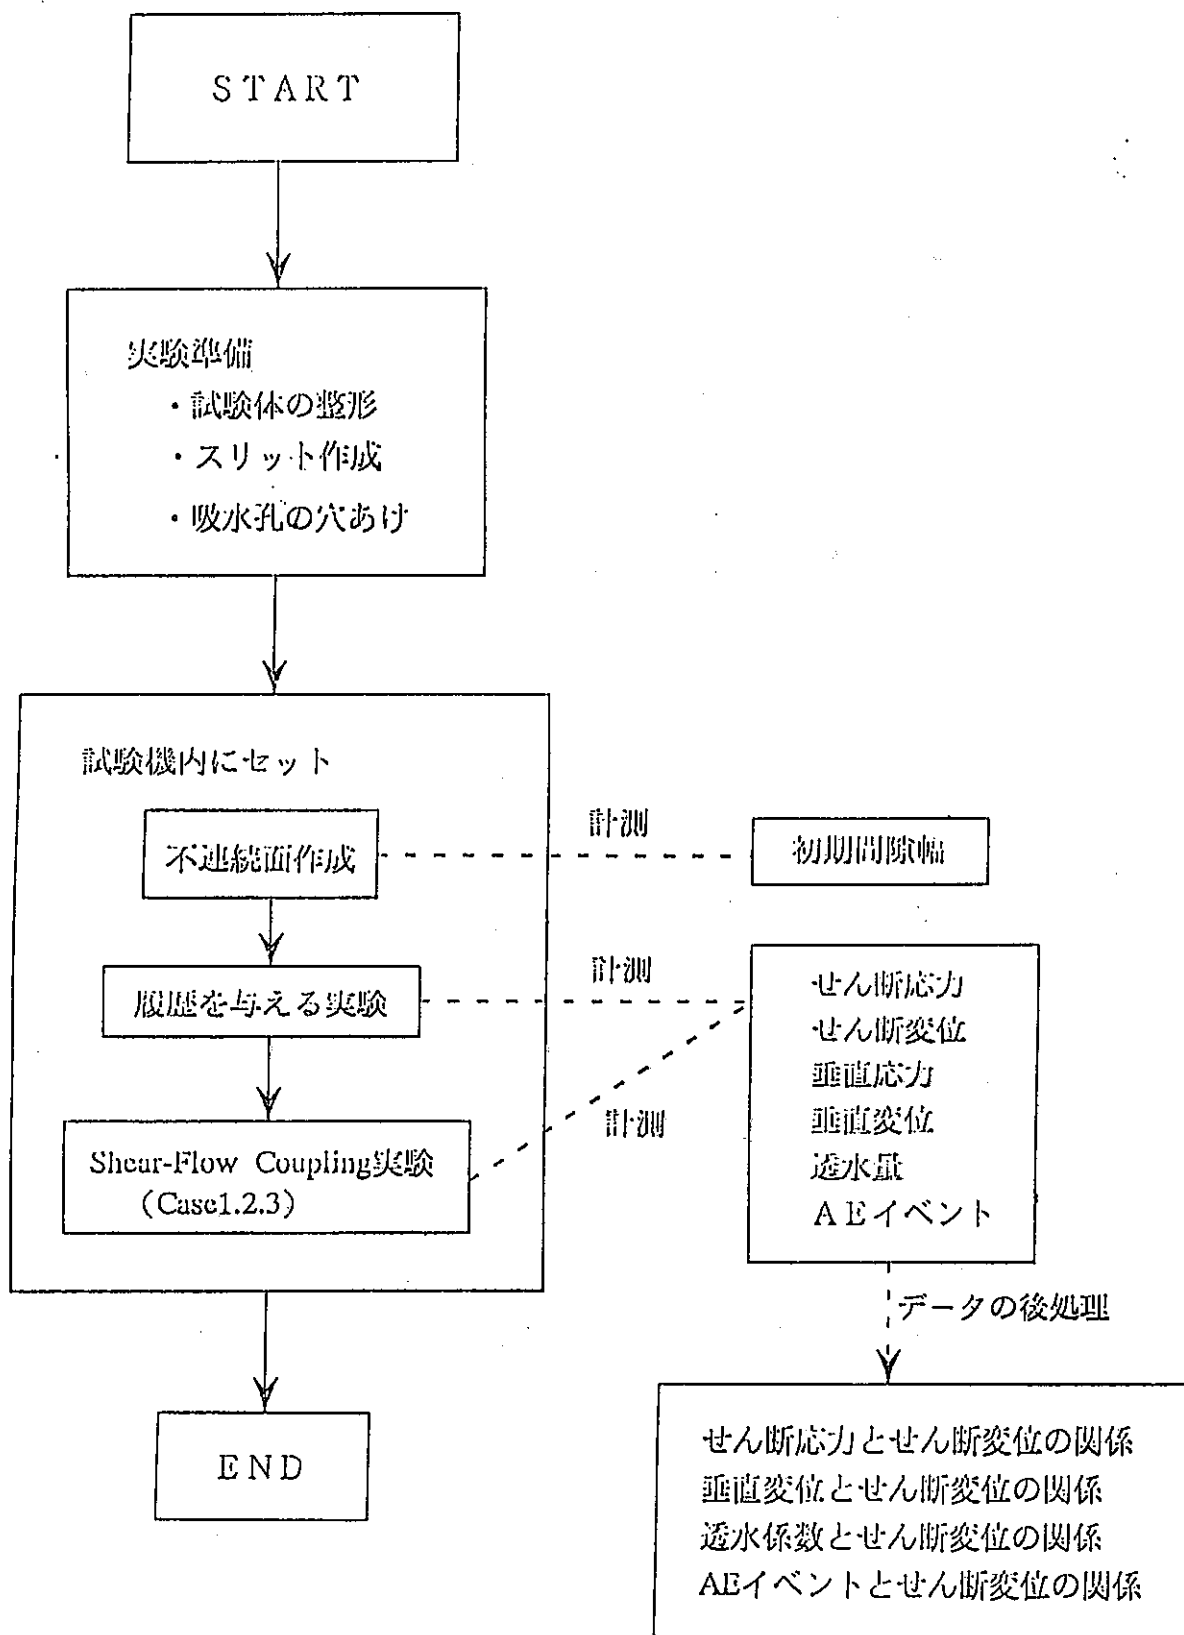 START
実験準備
・試験体の整形
・スリット作成
・吸水孔の穴あけ
試験機内にセット
不連続面作成
計測
初期間隙幅
履歴を与える実験
計測
せん断応力
せん断変位
垂直応力
垂直変位
透水量
AEイベント
Shear-Flow Coupling実験
(Case1.2.3)
計測
データの後処理
END
せん断応力とせん断変位の関係
垂直変位とせん断変位の関係
透水係数とせん断変位の関係
AEイベントとせん断変位の関係